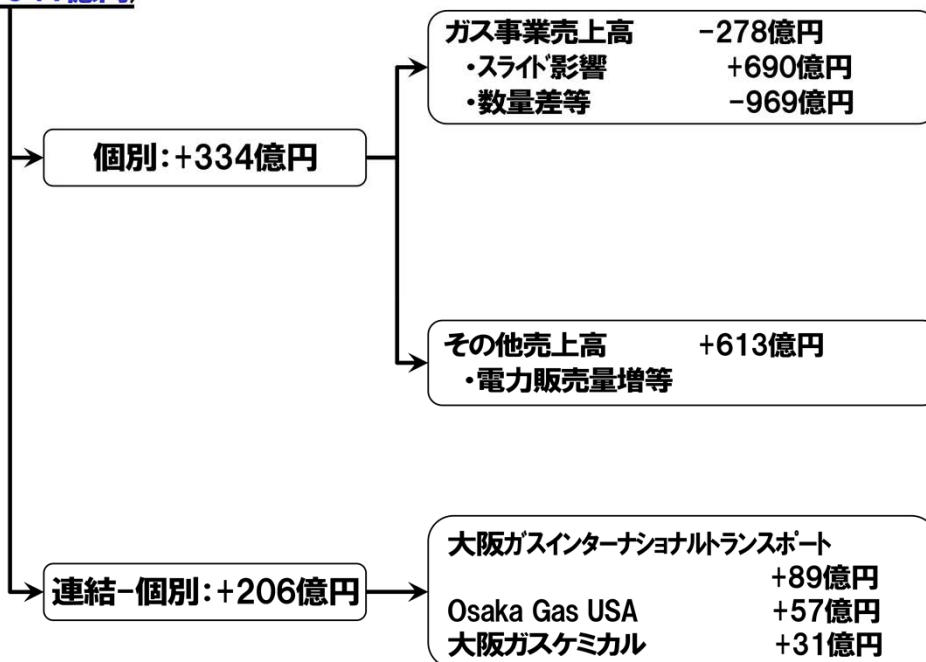 ガス事業売上高 -278億円
・スライド影響 +690億円
・数量差等 -969億円
個別:+334億円
その他売上高 +613億円
・電力販売量増等
大阪ガスインターナショナルトランスポート
+89億円
連結-個別:+206億円
Osaka Gas USA +57億円
大阪ガスケミカル +31億円